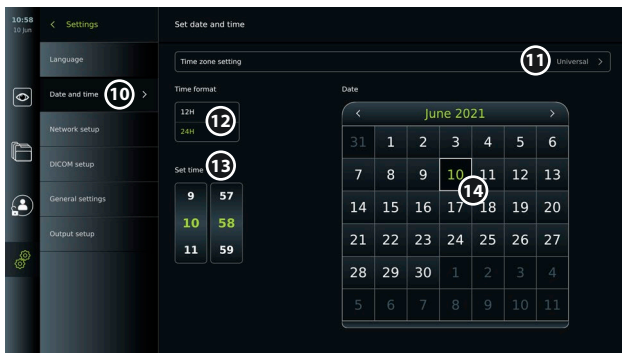 10:58
10 Jun
Settings
Set date and time
Language
Time zone setting
11
Universal
Date and time
10
Time format
12H
24H
12
Date
June 2021
31 1 2 3 4 5 6
7 8 9 10 11 12 13
14
14 15 16 17 18 19 20
21 22 23 24 25 26 27
28 29 30 1 2 3 4
5 6 7 8 9 10 11
Network setup
DICOM setup
General settings
Output setup
Set time
13
9 57
10 58
11 59